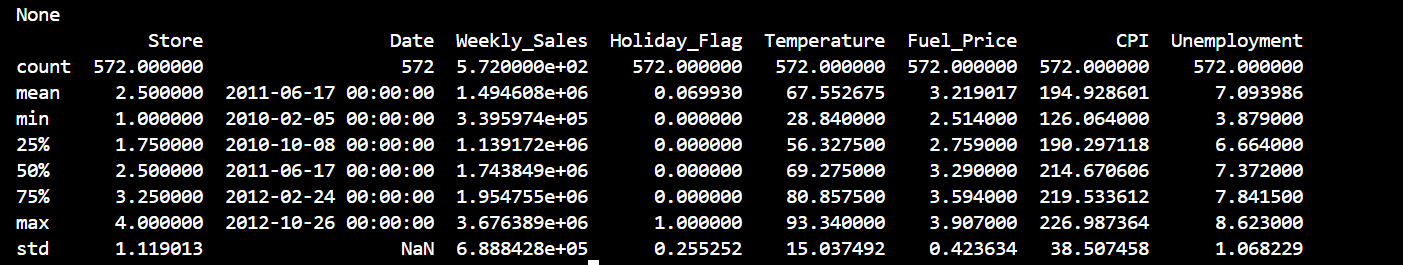 None
Store Date Weekly_Sales Holiday_Flag Temperature Fuel_Price CPI Unemployment
count 572.000000 572 5.720000e+02 572.000000 572.000000 572.000000 572.000000 572.000000
mean 2.500000 2011-06-17 00:00:00 1.494608e+06 0.069930 67.552675 3.219017 194.928601 7.093986
min 1.000000 2010-02-05 00:00:00 3.395974e+05 0.000000 28.840000 2.514000 126.064000 3.879000
25% 1.750000 2010-10-08 00:00:00 1.139172e+06 0.000000 56.327500 2.759000 190.297118 6.664000
50% 2.500000 2011-06-17 00:00:00 1.743849e+06 0.000000 69.275000 3.290000 214.670606 7.372000
75% 3.250000 2012-02-24 00:00:00 1.954755e+06 0.000000 80.857500 3.594000 219.533612 7.841500
max 4.000000 2012-10-26 00:00:00 3.676389e+06 1.000000 93.340000 3.907000 226.987364 8.623000
std 1.119013 NaN 6.888428e+05 0.255252 15.037492 0.423634 38.507458 1.068229